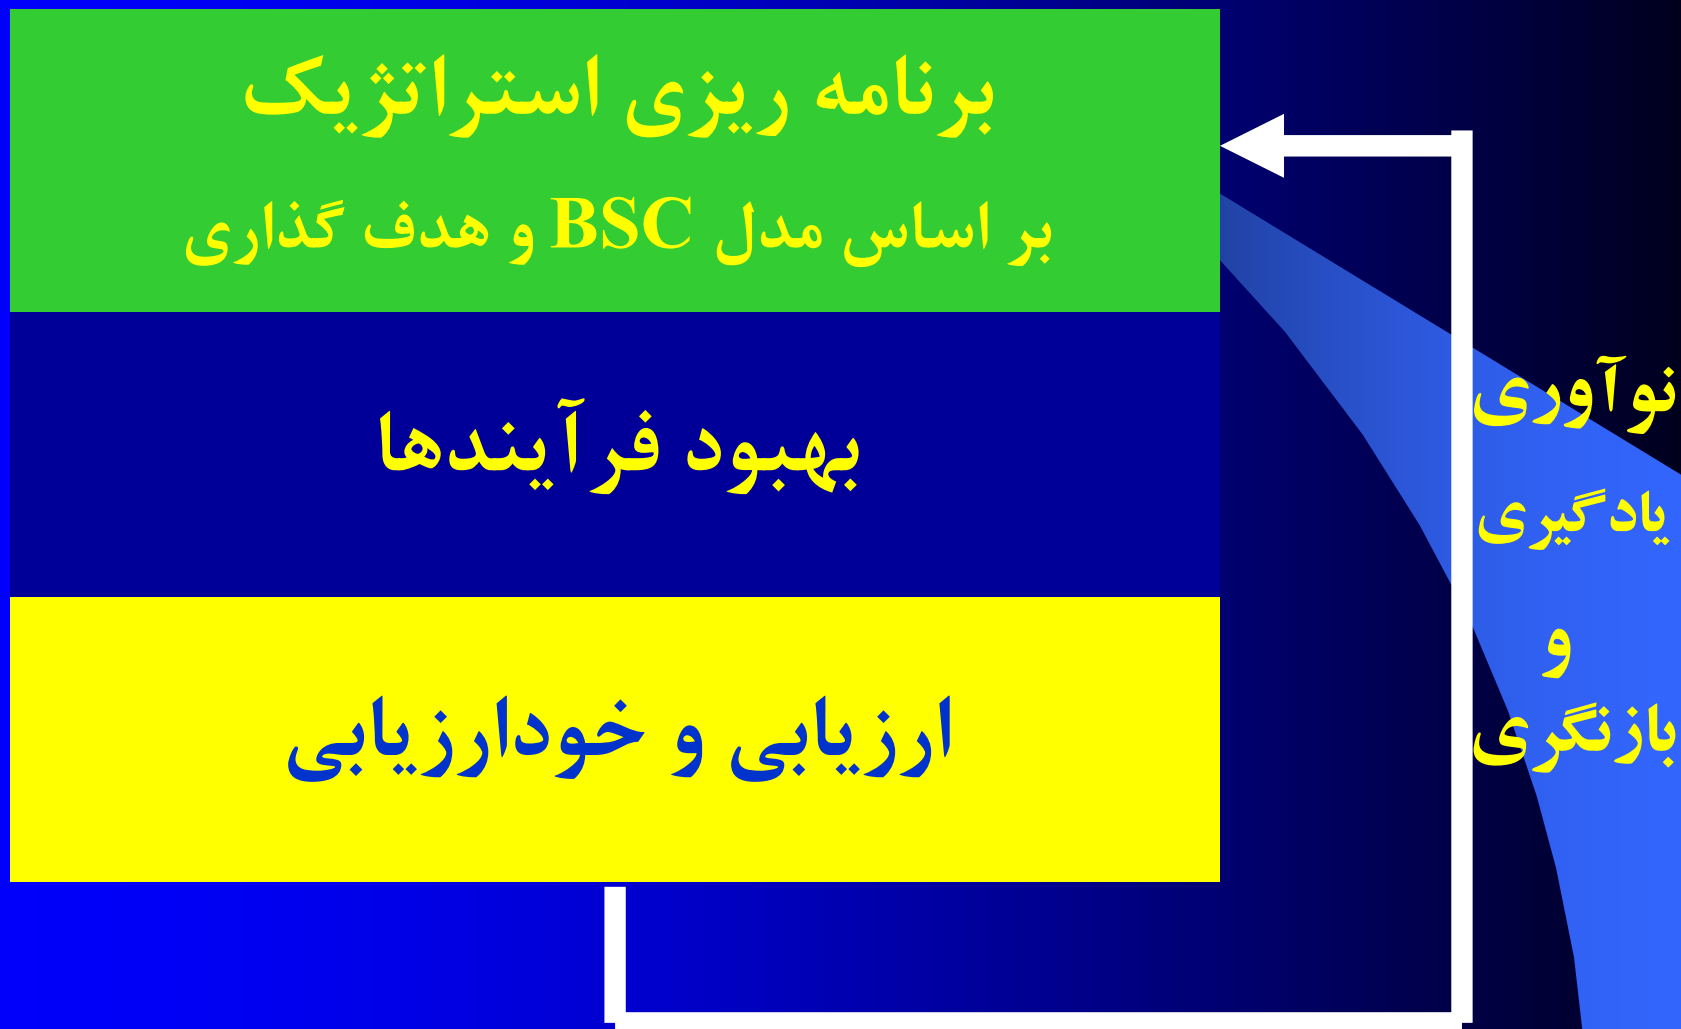 برنامه ریزی استراتژیک
بر اساس مدل BSC و هدف گذاری
بهبود فرآیندها
ارزیابی و خودارزیابی
نوآوری
یادگیری
و
بازنگری